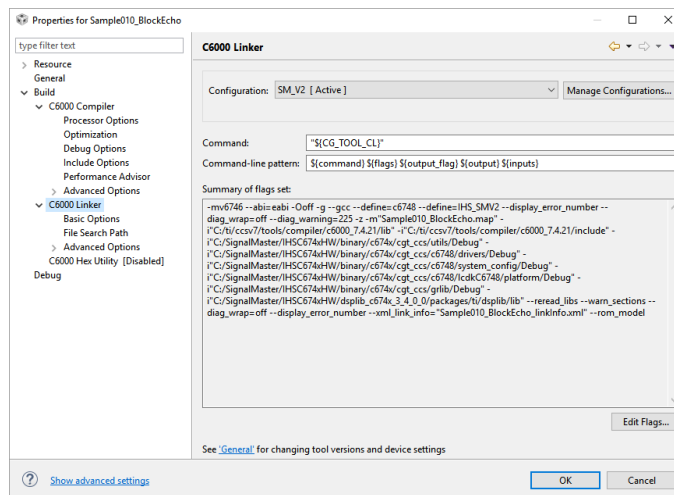 Properties for Sample010_BlockEcho
type filter text
Resource
General
Build
C6000 Compiler
Processor Options
Optimization
Debug Options
Include Options
Performance Advisor
Advanced Options
C6000 Linker
Basic Options
File Search Path
Advanced Options
C6000 Hex Utility [Disabled]
Debug
C6000 Linker
Configuration: SM_V2 [ Active ] Manage Configurations...
Command: "${CG_TOOL_CL}"
Command-line pattern: ${command} ${flags} ${output_flag} ${output} ${inputs}
Summary of flags set:
-mv6746 --abi=eabi -Ooff -g --gcc --define=c6748 --define=IHS_SMV2 --display_error_number --
diag_wrap=off --diag_warning=225 -z -m"Sample010_BlockEcho.map" -
i"C:/ti/ccsv7/tools/compiler/c6000_7.4.21/lib" -i"C:/ti/ccsv7/tools/compiler/c6000_7.4.21/include" -
i"C:/SignalMaster/IHSC674xHW/binary/c674x/cgt_ccs/utils/Debug" -
i"C:/SignalMaster/IHSC674xHW/binary/c674x/cgt_ccs/c6748/drivers/Debug" -
i"C:/SignalMaster/IHSC674xHW/binary/c674x/cgt_ccs/c6748/system_config/Debug" -
i"C:/SignalMaster/IHSC674xHW/binary/c674x/cgt_ccs/c6748/lcdkC6748/platform/Debug" -
i"C:/SignalMaster/IHSC674xHW/binary/c674x/cgt_ccs/grlib/Debug" -
i"C:/SignalMaster/IHSC674xHW/dsplib_c674x_3_4_0_0/packages/ti/dsplib/lib" --reread_libs --warn_sections --
diag_wrap=off --display_error_number --xml_link_info="Sample010_BlockEcho_linkInfo.xml" --rom_model
Edit Flags...
See 'General' for changing tool versions and device settings
Show advanced settings
OK
Cancel